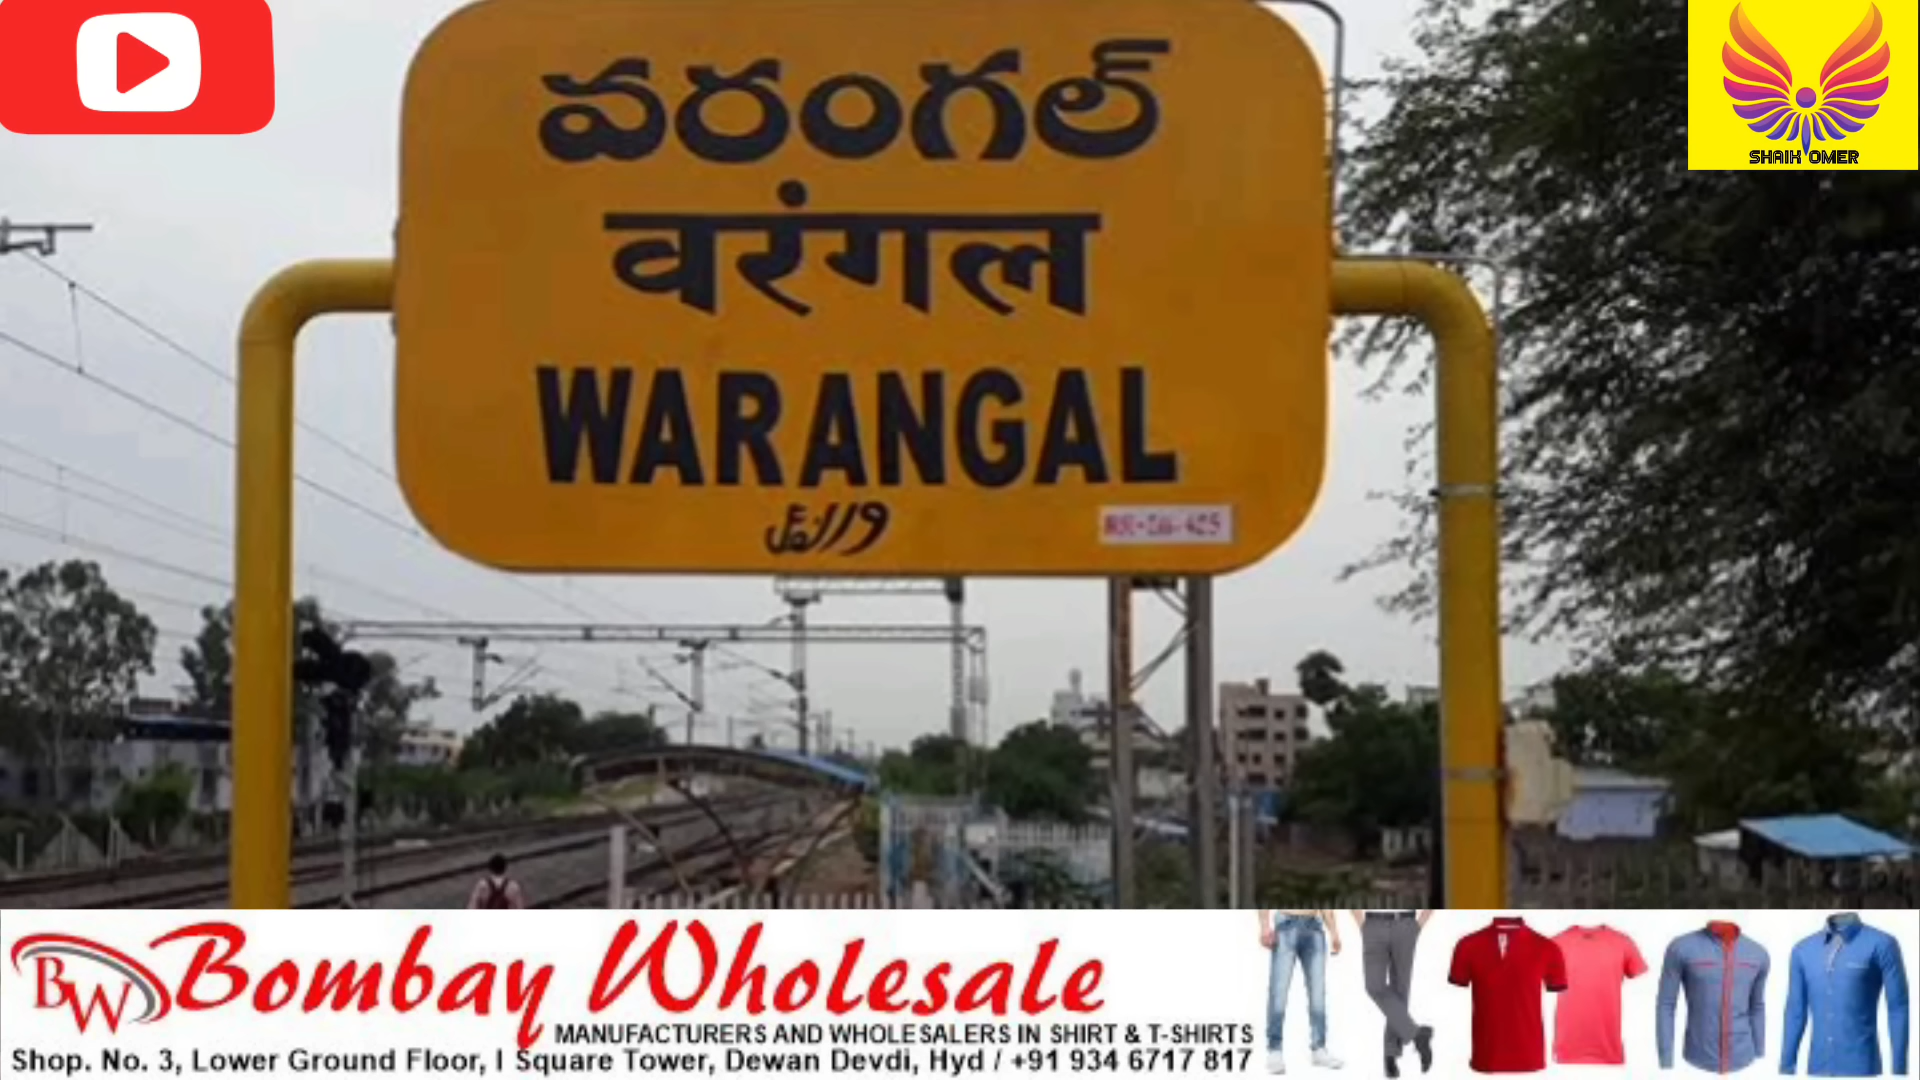 SHAIK OMER
వరంగల్
वरंगल
WARANGAL
ورنگل
BW Bombay Wholesale
MANUFACTURERS AND WHOLESALERS IN SHIRT & T-SHIRTS
Shop. No. 3, Lower Ground Floor, I Square Tower, Dewan Devdi, Hyd / +91 934 6717 817